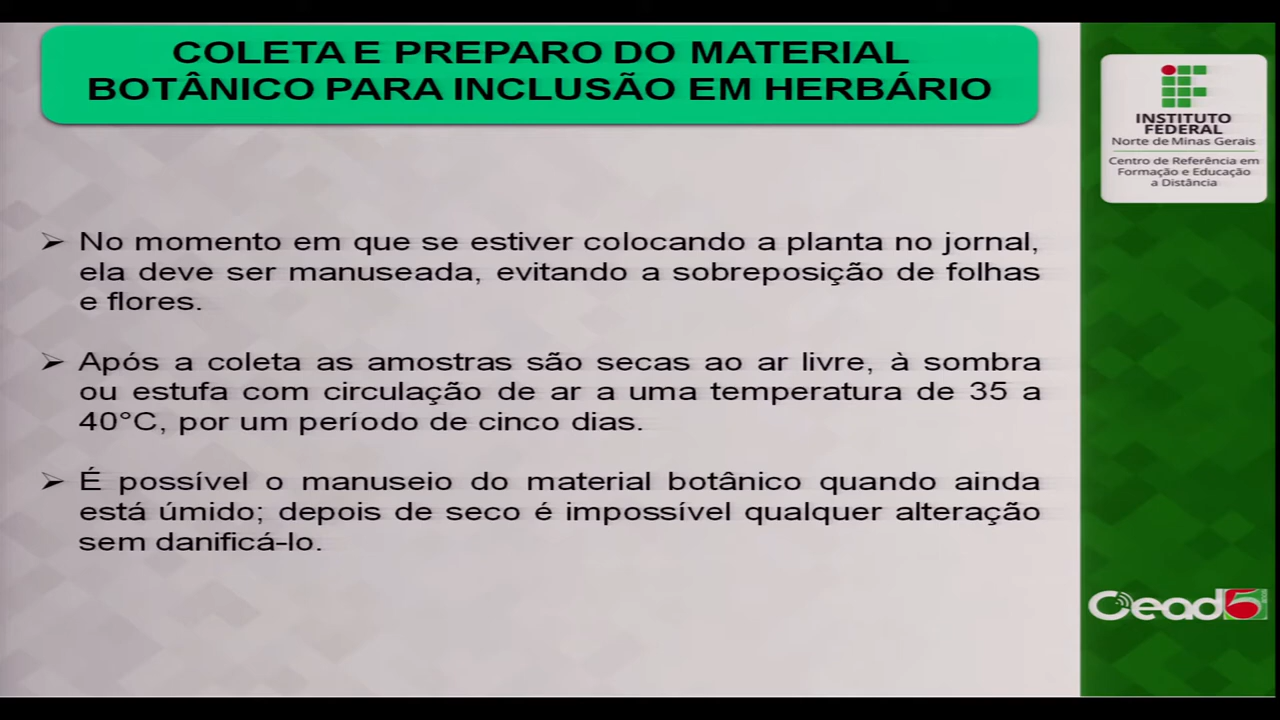 COLETA E PREPARO DO MATERIAL
BOTÂNICO PARA INCLUSÃO EM HERBÁRIO
INSTITUTO
FEDERAL
Norte de Minas Gerais
Centro de Referência em
Formação e Educação
a Distância
➢ No momento em que se estiver colocando a planta no jornal,
ela deve ser manuseada, evitando a sobreposição de folhas
e flores.
➢ Após a coleta as amostras são secas ao ar livre, à sombra
ou estufa com circulação de ar a uma temperatura de 35 a
40°C, por um período de cinco dias.
➢ É possível o manuseio do material botânico quando ainda
está úmido; depois de seco é impossível qualquer alteração
sem danificá-lo.
Cead 5